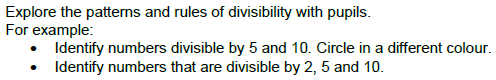 Explore the patterns and rules of divisibility with pupils.
For example:
• Identify numbers divisible by 5 and 10. Circle in a different colour.
• Identify numbers that are divisible by 2, 5 and 10.